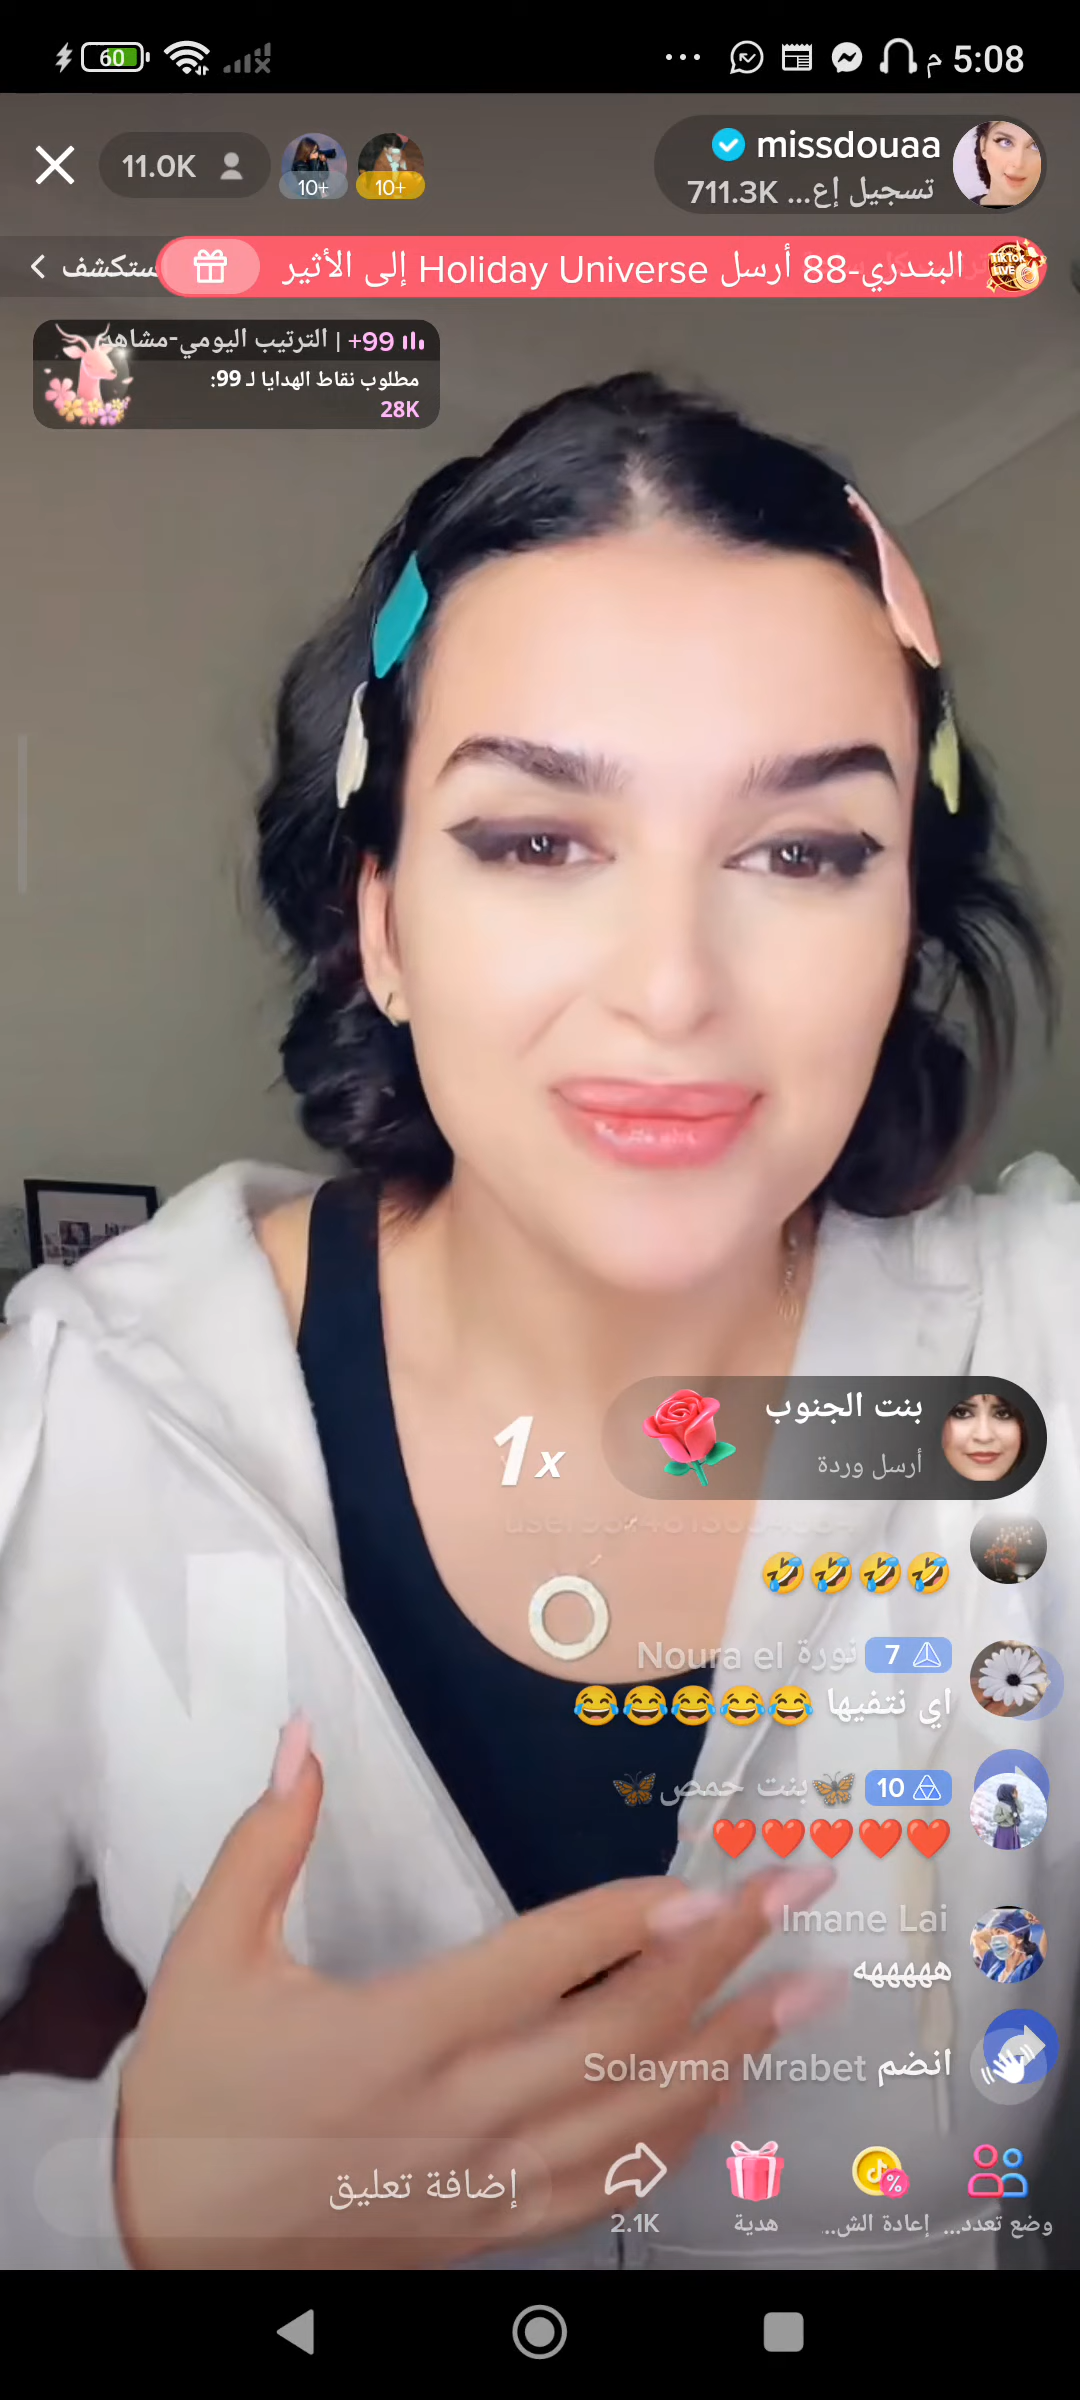 5:08 م
60
missdouaa
711.3K تسجيل إع...
11.0K
10+
10+
البندري-88 أرسل Holiday Universe إلى الأثير
TikTok LIVE
ستكشف
+99 | الترتيب اليومي-مشاهد
مطلوب نقاط الهدايا لـ 99:
28K
بنت الجنوب
أرسل وردة
1x
🤣🤣🤣🤣
7 نورة Noura el
اي نتفيها 😂😂😂😂😂
10 🦋بنت حمص🦋
❤️❤️❤️❤️❤️
Imane Lai
هههههه
Solayma Mrabet انضم
إضافة تعليق
2.1K
هدية
إعادة الش...
وضع تعدد...